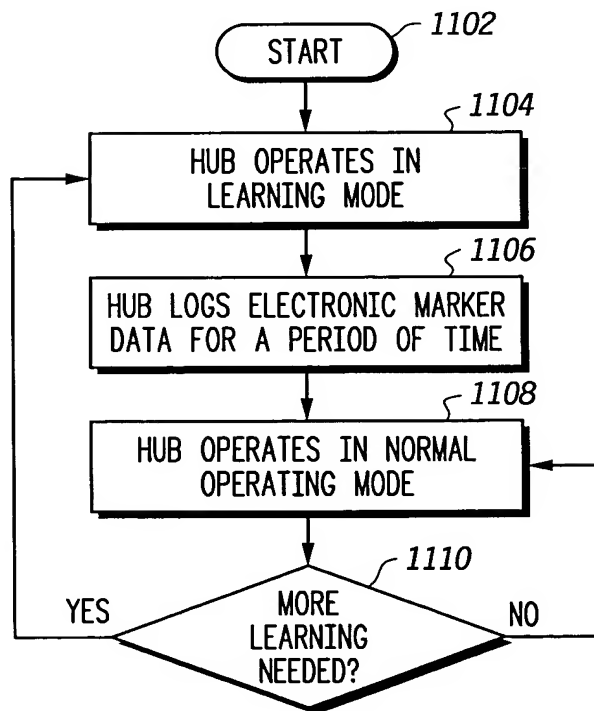 1102
START
1104
HUB OPERATES IN
LEARNING MODE
1106
HUB LOGS ELECTRONIC MARKER
DATA FOR A PERIOD OF TIME
1108
HUB OPERATES IN NORMAL
OPERATING MODE
1110
YES
MORE
LEARNING
NEEDED?
NO